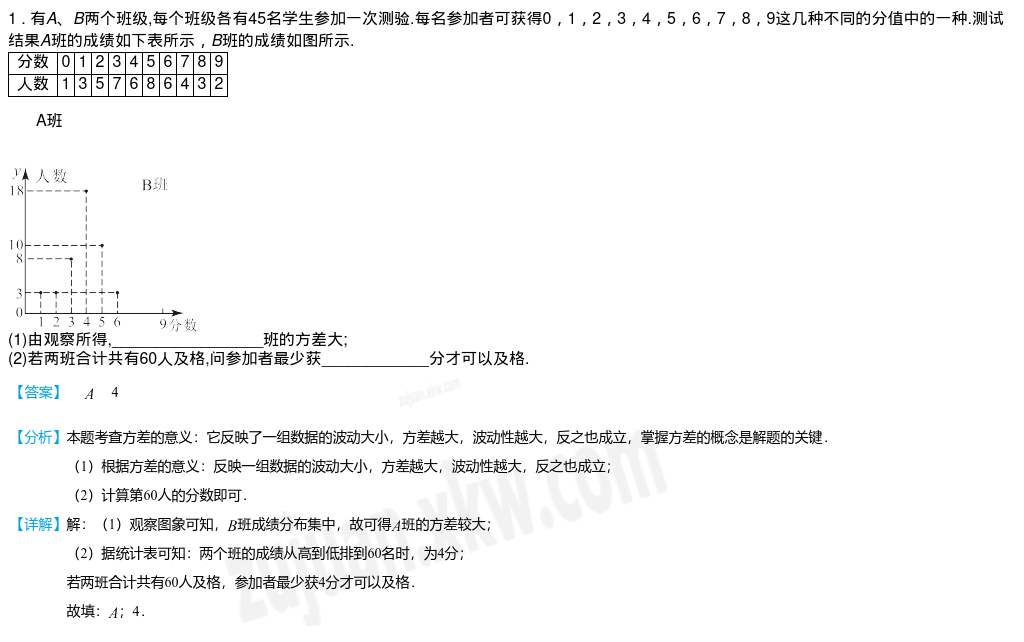 1．有A、B两个班级,每个班级各有45名学生参加一次测验.每名参加者可获得0，1，2，3，4，5，6，7，8，9这几种不同的分值中的一种.测试
结果A班的成绩如下表所示，B班的成绩如图所示.
分数 0 1 2 3 4 5 6 7 8 9
人数 1 3 5 7 6 8 6 4 3 2
A班
y 人数 B班
18
10
8
3
0
1 2 3 4 5 6 9 分数
(1)由观察所得,__________________班的方差大;
(2)若两班合计共有60人及格,问参加者最少获_____________分才可以及格.
【答案】 A 4
【分析】本题考查方差的意义：它反映了一组数据的波动大小，方差越大，波动性越大，反之也成立，掌握方差的概念是解题的关键．
（1）根据方差的意义：反映一组数据的波动大小，方差越大，波动性越大，反之也成立；
（2）计算第60人的分数即可．
【详解】解：（1）观察图象可知，B班成绩分布集中，故可得A班的方差较大；
（2）据统计表可知：两个班的成绩从高到低排到60名时，为4分；
若两班合计共有60人及格，参加者最少获4分才可以及格．
故填：A；4．
zujuan.xkw.com
zujuan.xkw.com